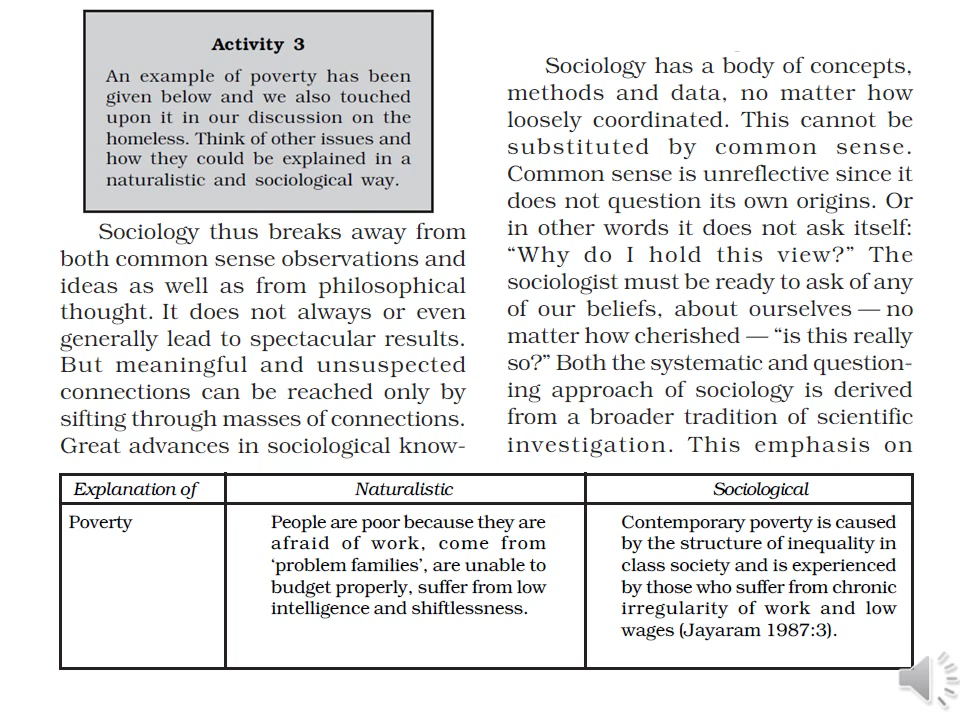 Activity 3
An example of poverty has been
given below and we also touched
upon it in our discussion on the
homeless. Think of other issues and
how they could be explained in a
naturalistic and sociological way.
Sociology thus breaks away from
both common sense observations and
ideas as well as from philosophical
thought. It does not always or even
generally lead to spectacular results.
But meaningful and unsuspected
connections can be reached only by
sifting through masses of connections.
Great advances in sociological know-
Sociology has a body of concepts,
methods and data, no matter how
loosely coordinated. This cannot be
substituted by common sense.
Common sense is unreflective since it
does not question its own origins. Or
in other words it does not ask itself:
“Why do I hold this view?” The
sociologist must be ready to ask of any
of our beliefs, about ourselves — no
matter how cherished — “is this really
so?” Both the systematic and question-
ing approach of sociology is derived
from a broader tradition of scientific
investigation. This emphasis on
Explanation of
Naturalistic
Sociological
Poverty
People are poor because they are
afraid of work, come from
‘problem families’, are unable to
budget properly, suffer from low
intelligence and shiftlessness.
Contemporary poverty is caused
by the structure of inequality in
class society and is experienced
by those who suffer from chronic
irregularity of work and low
wages (Jayaram 1987:3).